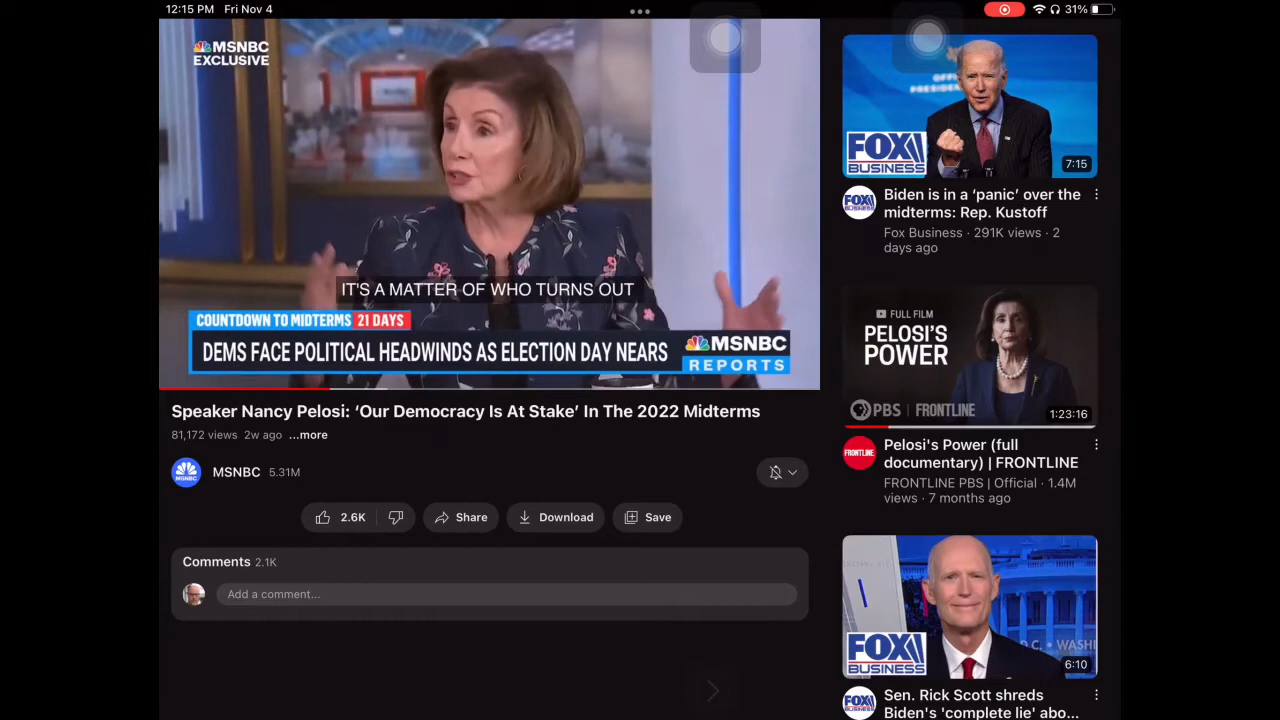 12:15 PM Fri Nov 4
31%
MSNBC
EXCLUSIVE
IT'S A MATTER OF WHO TURNS OUT
COUNTDOWN TO MIDTERMS 21 DAYS
DEMS FACE POLITICAL HEADWINDS AS ELECTION DAY NEARS
MSNBC
REPORTS
Speaker Nancy Pelosi: ‘Our Democracy Is At Stake’ In The 2022 Midterms
81,172 views 2w ago ...more
MSNBC
MSNBC 5.31M
2.6K
Share
Download
Save
Comments 2.1K
Add a comment...
FOX
BUSINESS
7:15
FOX
BUSINESS
Biden is in a ‘panic’ over the
midterms: Rep. Kustoff
Fox Business · 291K views · 2
days ago
FULL FILM
PELOSI'S
POWER
PBS | FRONTLINE
1:23:16
FRONTLINE
Pelosi's Power (full
documentary) | FRONTLINE
FRONTLINE PBS | Official · 1.4M
views · 7 months ago
FOX
BUSINESS
6:10
FOX
BUSINESS
Sen. Rick Scott shreds
Biden's 'complete lie' abo...